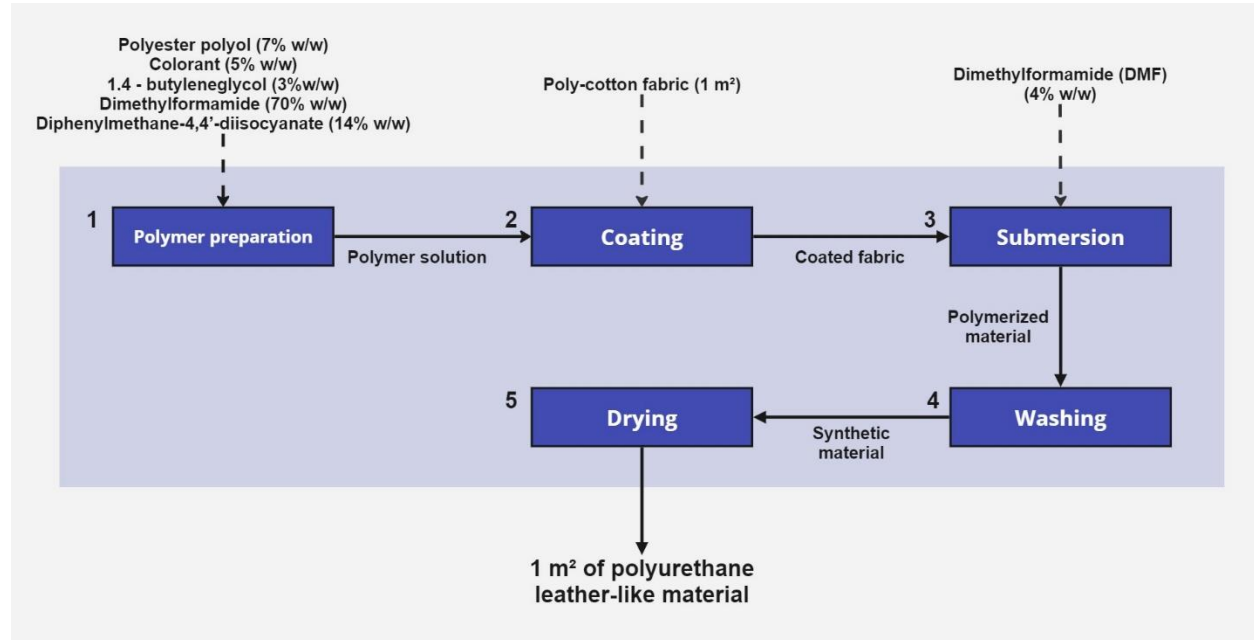 Polyester polyol (7% w/w)
Colorant (5% w/w)
1.4 - butyleneglycol (3%w/w)
Dimethylformamide (70% w/w)
Diphenylmethane-4,4’-diisocyanate (14% w/w)
Poly-cotton fabric (1 m²)
Dimethylformamide (DMF)
(4% w/w)
1
Polymer preparation
Polymer solution
2
Coating
Coated fabric
3
Submersion
Polymerized
material
4
Washing
Synthetic
material
5
Drying
1 m² of polyurethane
leather-like material